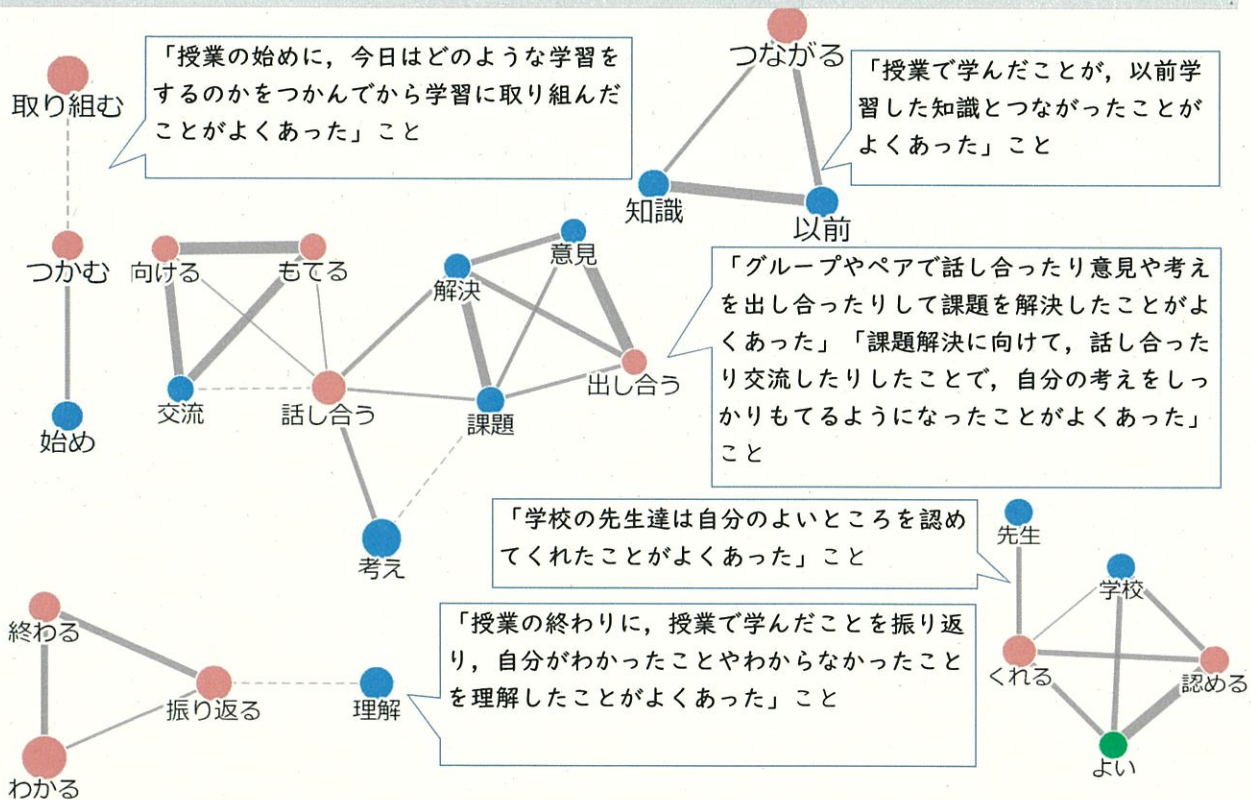 取り組む
「授業の始めに，今日はどのような学習を
するのかをつかんでから学習に取り組んだ
ことがよくあった」こと
つながる
「授業で学んだことが，以前学
習した知識とつながったことが
よくあった」こと
知識
以前
つかむ
向ける
もてる
解決
意見
「グループやペアで話し合ったり意見や考え
を出し合ったりして課題を解決したことがよ
くあった」「課題解決に向けて，話し合った
り交流したりしたことで，自分の考えをしっ
かりもてるようになったことがよくあった」
こと
始め
交流
話し合う
課題
出し合う
考え
「学校の先生達は自分のよいところを認め
てくれたことがよくあった」こと
先生
学校
くれる
認める
よい
終わる
振り返る
理解
わかる
「授業の終わりに，授業で学んだことを振り返
り，自分がわかったことやわからなかったこと
を理解したことがよくあった」こと